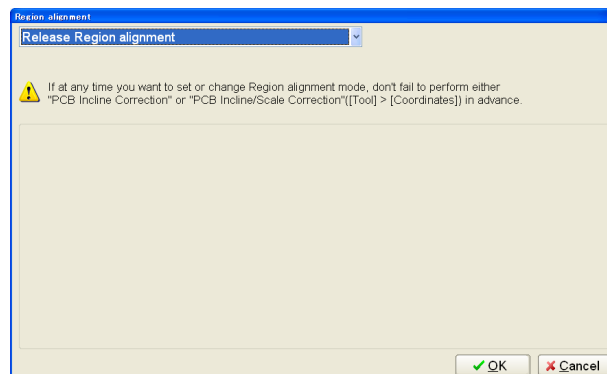 Region alignment
Release Region alignment
If at any time you want to set or change Region alignment mode, don't fail to perform either
"PCB Incline Correction" or "PCB Incline/Scale Correction"([Tool] > [Coordinates]) in advance.
OK
Cancel